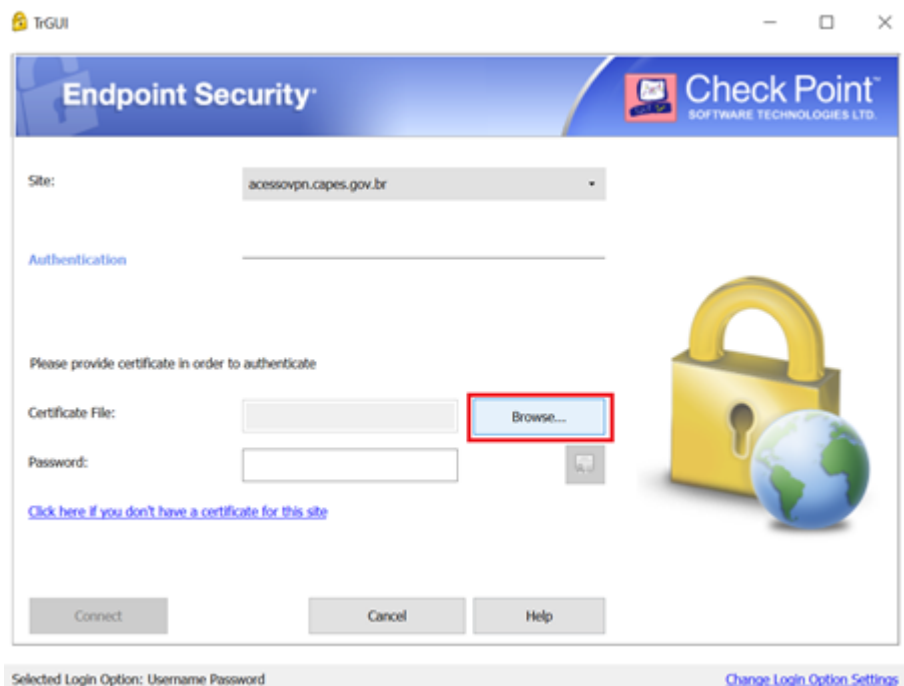 TrGUI
Endpoint Security
Check Point™
SOFTWARE TECHNOLOGIES LTD.
Site:
acessovpn.capes.gov.br
Authentication
Please provide certificate in order to authenticate
Certificate File:
Browse...
Password:
Click here if you don't have a certificate for this site
Connect
Cancel
Help
Selected Login Option: Username Password
Change Login Option Settings